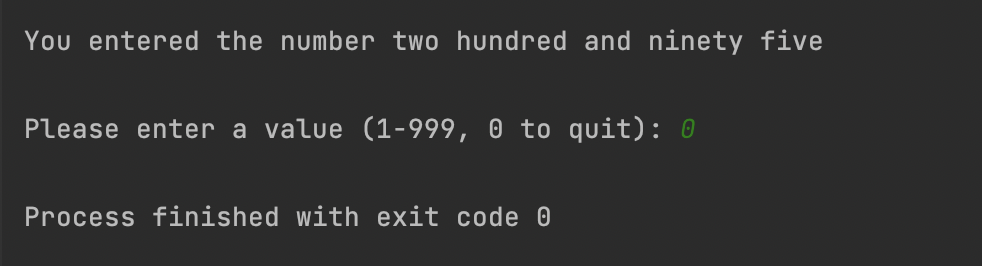 You entered the number two hundred and ninety five
Please enter a value (1-999, 0 to quit): 0
Process finished with exit code 0